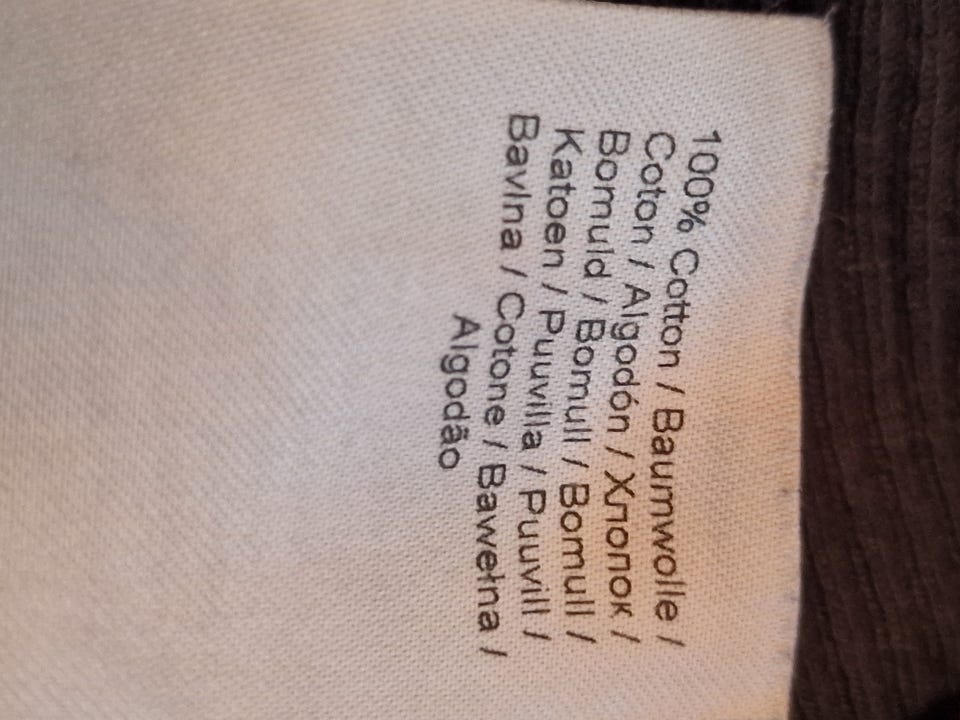 100% Cotton / Baumwolle /
Coton / Algodón / Хлопок /
Bomuld / Bomull / Bomull /
Katoen / Puuvilla / Puuvill /
Bavlna / Cotone / Bawełna /
Algodão